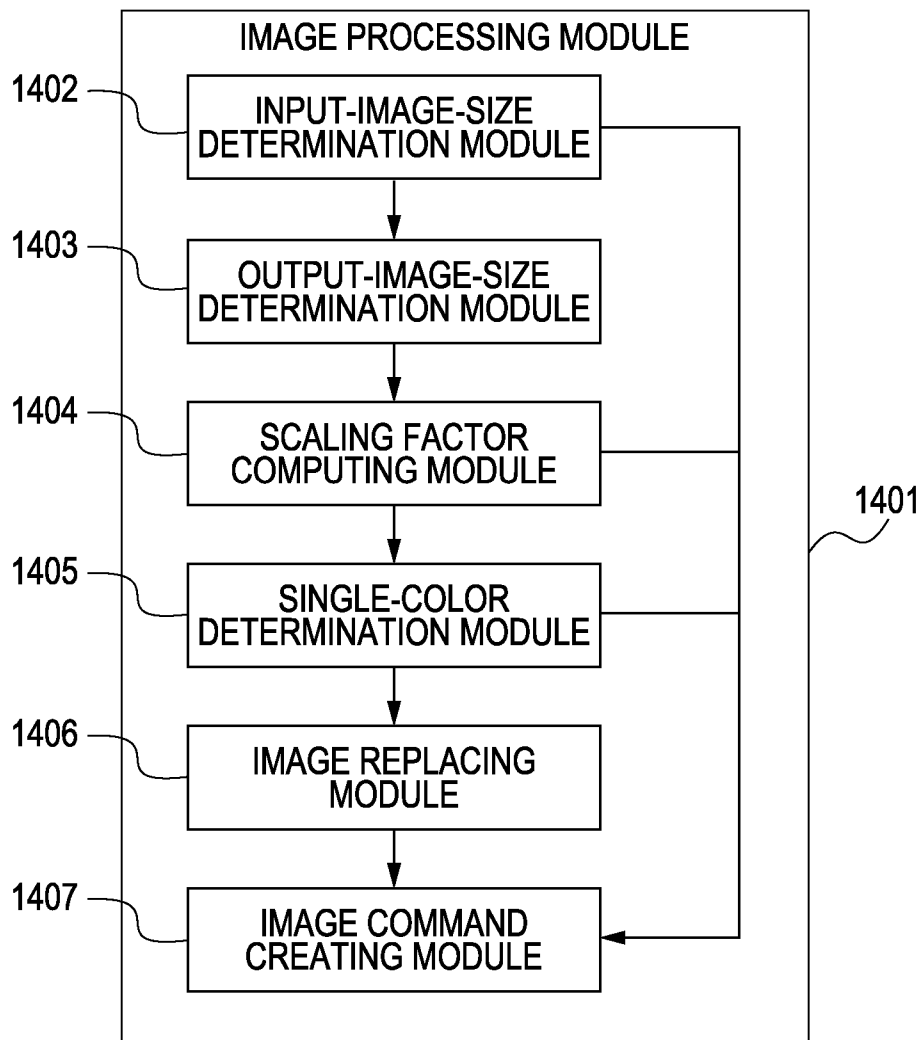 IMAGE PROCESSING MODULE
1402
INPUT-IMAGE-SIZE
DETERMINATION MODULE
1403
OUTPUT-IMAGE-SIZE
DETERMINATION MODULE
1404
SCALING FACTOR
COMPUTING MODULE
1401
1405
SINGLE-COLOR
DETERMINATION MODULE
1406
IMAGE REPLACING
MODULE
1407
IMAGE COMMAND
CREATING MODULE